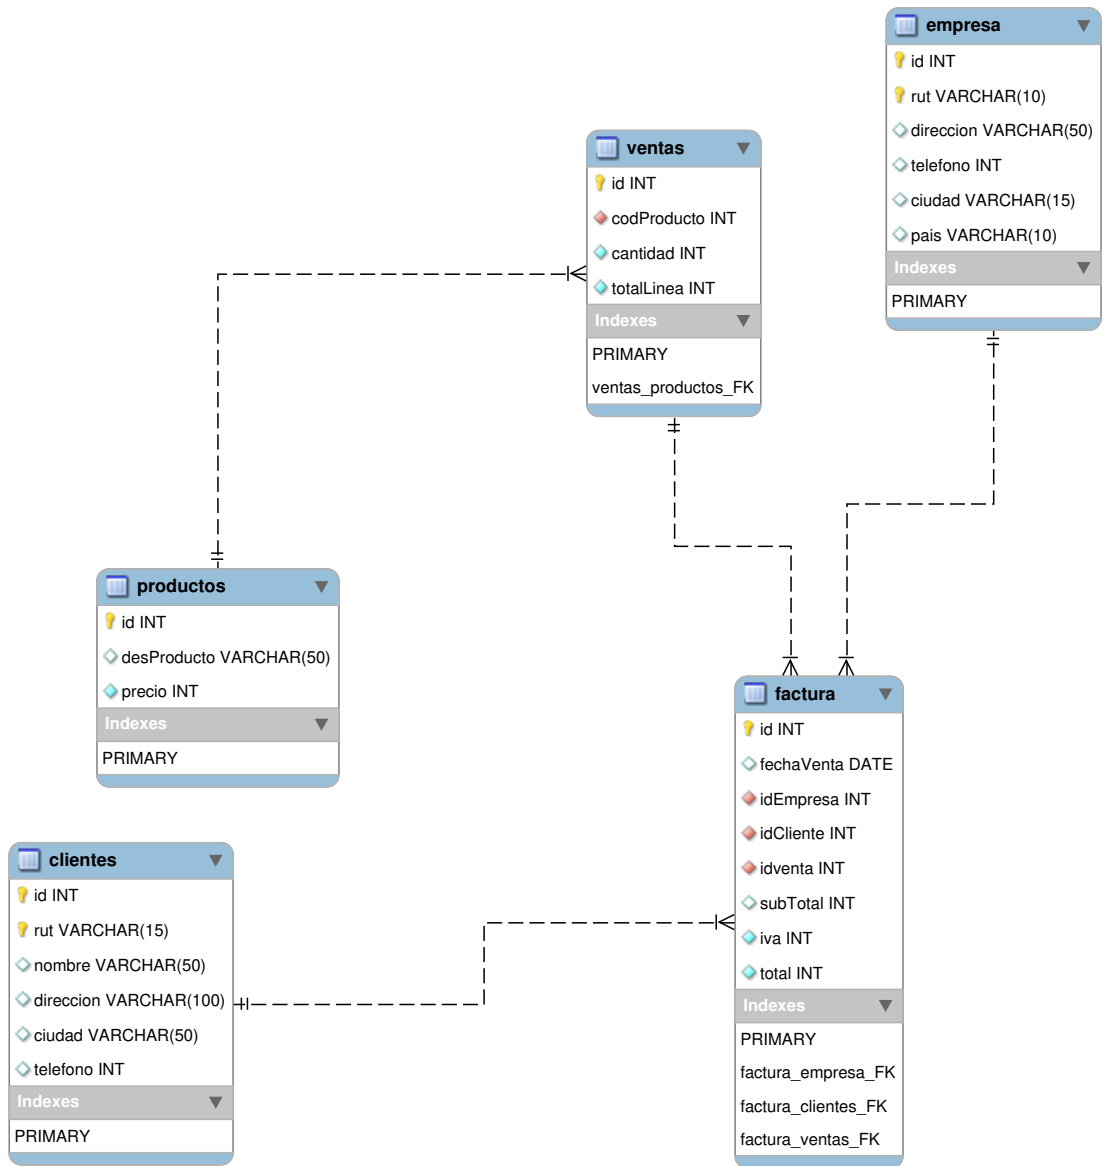 empresa
id INT
rut VARCHAR(10)
direccion VARCHAR(50)
telefono INT
ciudad VARCHAR(15)
pais VARCHAR(10)
Indexes
PRIMARY
ventas
id INT
codProducto INT
cantidad INT
totalLinea INT
Indexes
PRIMARY
ventas_productos_FK
productos
id INT
desProducto VARCHAR(50)
precio INT
Indexes
PRIMARY
factura
id INT
fechaVenta DATE
idEmpresa INT
idCliente INT
idventa INT
subTotal INT
iva INT
total INT
Indexes
PRIMARY
factura_empresa_FK
factura_clientes_FK
factura_ventas_FK
clientes
id INT
rut VARCHAR(15)
nombre VARCHAR(50)
direccion VARCHAR(100)
ciudad VARCHAR(50)
telefono INT
Indexes
PRIMARY